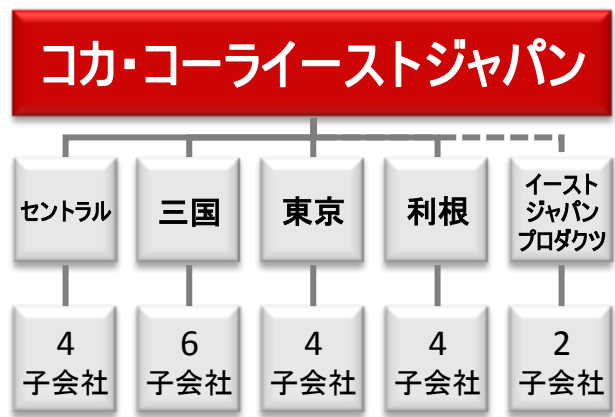 コカ・コーライーストジャパン
セントラル
三国
東京
利根
イースト
ジャパン
プロダクツ
4
子会社
6
子会社
4
子会社
4
子会社
2
子会社